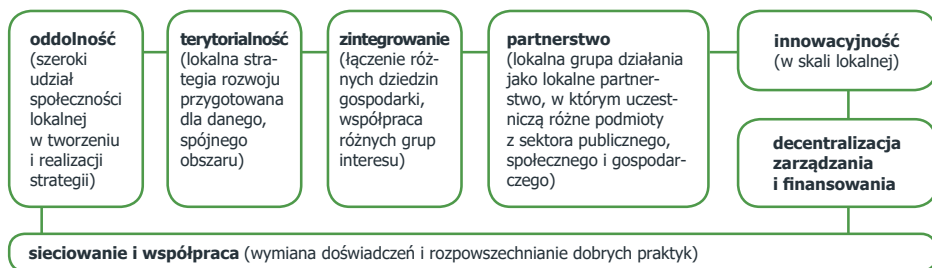 oddolność
(szeroki
udział
społeczności
lokalnej
w tworzeniu
i realizacji
strategii)
terytorialność
(lokalna stra-
tegia rozwoju
przygotowana
dla danego,
spójnego
obszaru)
zintegrowanie
(łączenie róż-
nych dziedzin
gospodarki,
współpraca
różnych grup
interesu)
partnerstwo
(lokalna grupa działania
jako lokalne partner-
stwo, w którym uczest-
niczą różne podmioty
z sektora publicznego,
społecznego i gospodar-
czego)
innowacyjność
(w skali lokalnej)
decentralizacja
zarządzania
i finansowania
sieciowanie i współpraca (wymiana doświadczeń i rozpowszechnianie dobrych praktyk)